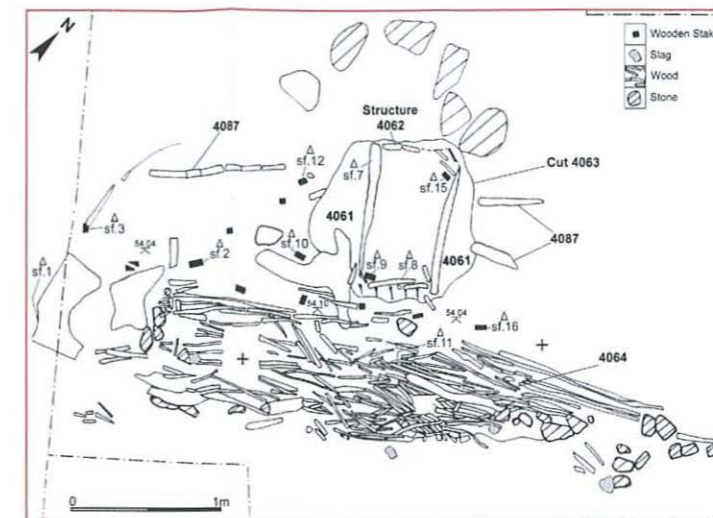 N
Wooden Stak
Slag
Wood
Stone
Structure
4062
4087
sf.12
sf.7
sf.15
Cut 4063
4061
4087
sf.3
54.04
sf.2
sf.10
sf.9
sf.8
4061
sf.1
54.10
54.04
sf.16
sf.11
4064
0
1m